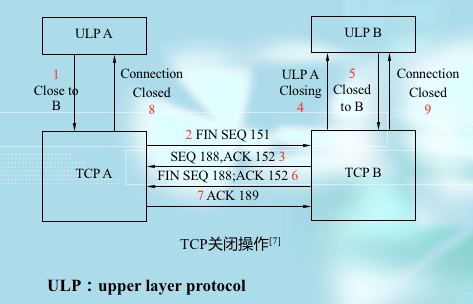 ULP A
ULP B
1
Close to
B
Connection
Closed
8
ULP A
Closing
4
5
Closed
to B
Connection
Closed
9
TCP A
TCP B
2 FIN SEQ 151
SEQ 188,ACK 152 3
FIN SEQ 188;ACK 152 6
7 ACK 189
TCP关闭操作[7]
ULP：upper layer protocol